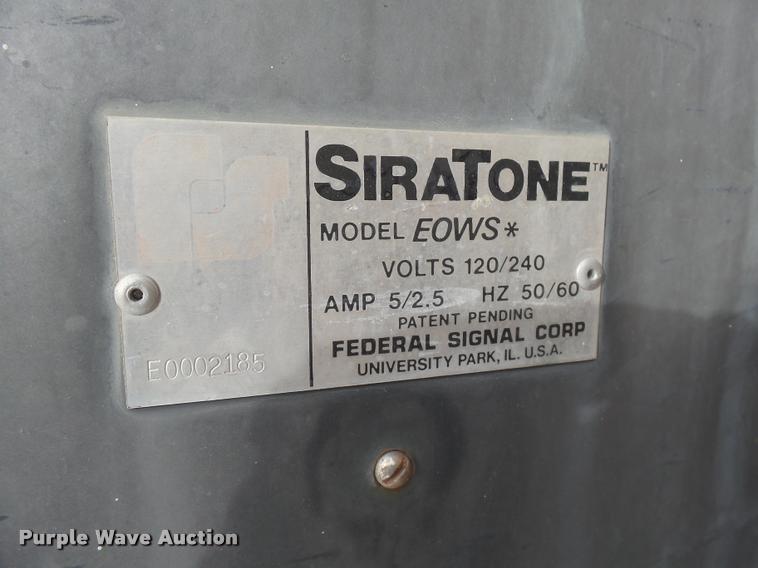 SIRATONE™
MODEL EOWS*
VOLTS 120/240
AMP 5/2.5 HZ 50/60
PATENT PENDING
FEDERAL SIGNAL CORP
UNIVERSITY PARK, IL. U.S.A.
E0002185
Purple Wave Auction